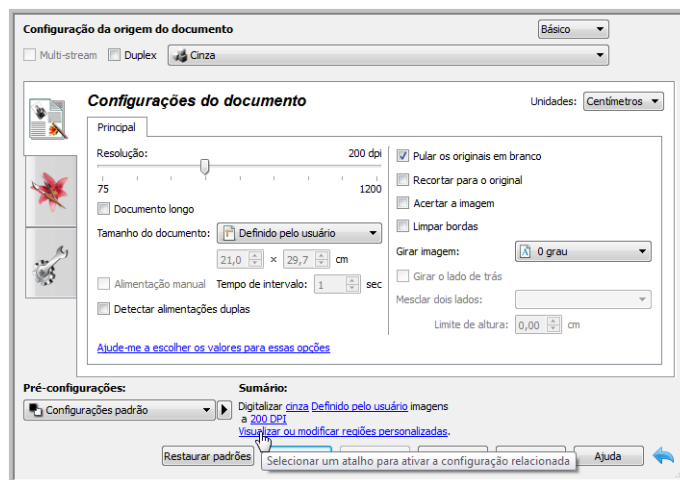 Configuração da origem do documento Básico
Multi-stream Duplex Cinza
Configurações do documento Unidades: Centímetros
Principal
Resolução: 200 dpi
75 1200
Documento longo
Tamanho do documento: Definido pelo usuário
21,0 × 29,7 cm
Alimentação manual Tempo de intervalo: 1 sec
Detectar alimentações duplas
Ajude-me a escolher os valores para essas opções
Pular os originais em branco
Recortar para o original
Acertar a imagem
Limpar bordas
Girar imagem: 0 grau
Girar o lado de trás
Mesclar dois lados:
Limite de altura: 0,00 cm
Pré-configurações:
Configurações padrão
Sumário:
Digitalizar cinza Definido pelo usuário imagens
a 200 DPI
Visualizar ou modificar regiões personalizadas.
Restaurar padrões Ajuda
Selecionar um atalho para ativar a configuração relacionada